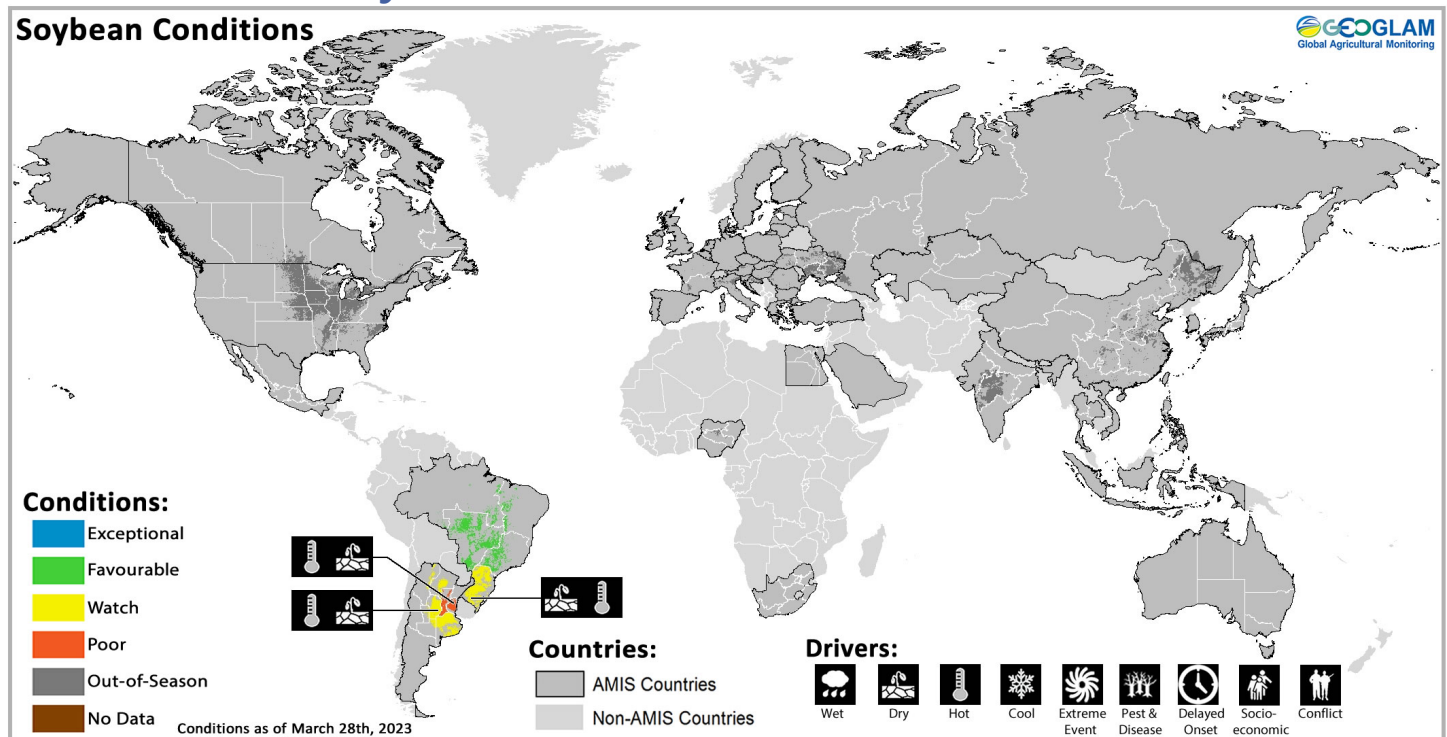 Soybean Conditions
GEOGLAM
Global Agricultural Monitoring
Conditions:
Exceptional
Favourable
Watch
Poor
Out-of-Season
No Data
Conditions as of March 28th, 2023
Countries:
AMIS Countries
Non-AMIS Countries
Drivers:
Wet
Dry
Hot
Cool
Extreme
Event
Pest &
Disease
Delayed
Onset
Socio-
economic
Conflict